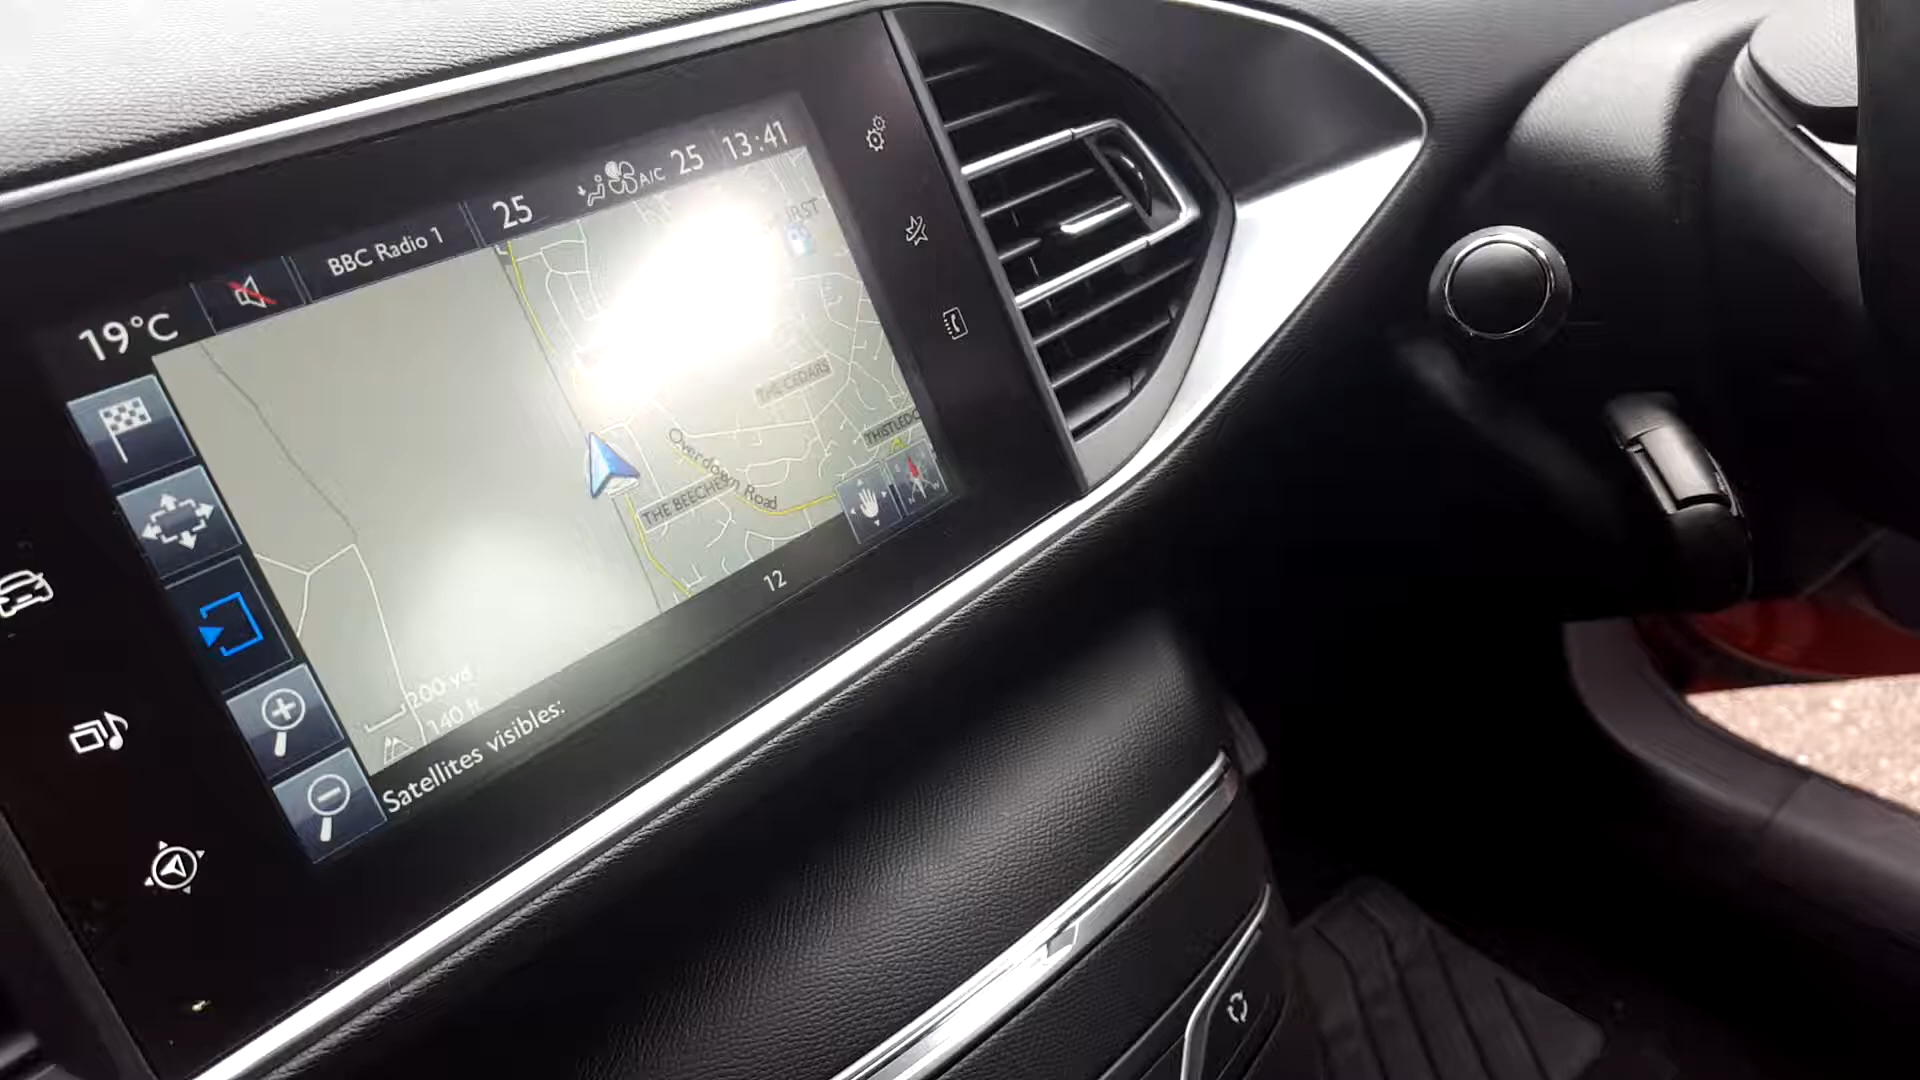 19°C
BBC Radio 1
25
A/C
25
13:41
THE CEDARS
THISTLEDO
Overdown Road
THE BEECHES
200 yd
140 ft
Satellites visibles:
12